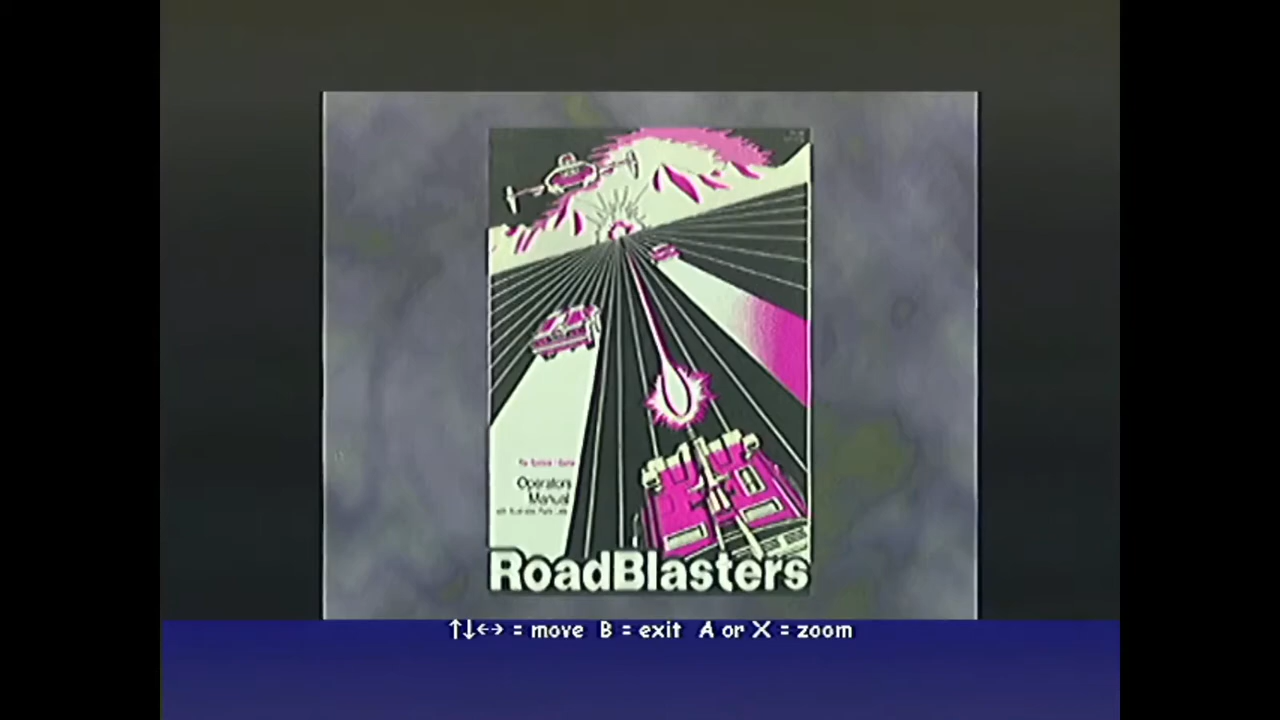 Operators
Manual
RoadBlasters
↑↓←→ = move B = exit A or X = zoom